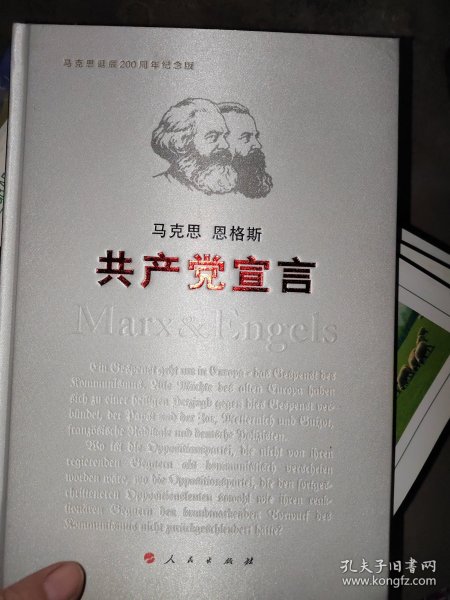 马克思诞辰200周年纪念版
马克思 恩格斯
共产党宣言
Marx & Engels
Ein Gespenst geht um in Europa – das Gespenst des
Kommunismus. Alle Mächte des alten Europa haben
sich zu einer heiligen Hetzjagd gegen dies Gespenst ver-
bündet, der Papst und der Zar, Metternich und Guizot,
französische Radikale und deutsche Polizisten.
Wo ist die Oppositionspartei, die nicht von ihren
regierenden Gegnern als kommunistisch verschrien
worden wäre, wo die Oppositionspartei, die den fortge-
schritteneren Oppositionsleuten sowohl wie ihren reak-
tionären Gegnern den brandmarkenden Vorwurf des
Kommunismus nicht zurückgeschleudert hätte?
人民出版社
孔夫子旧书网
www.kongfz.com